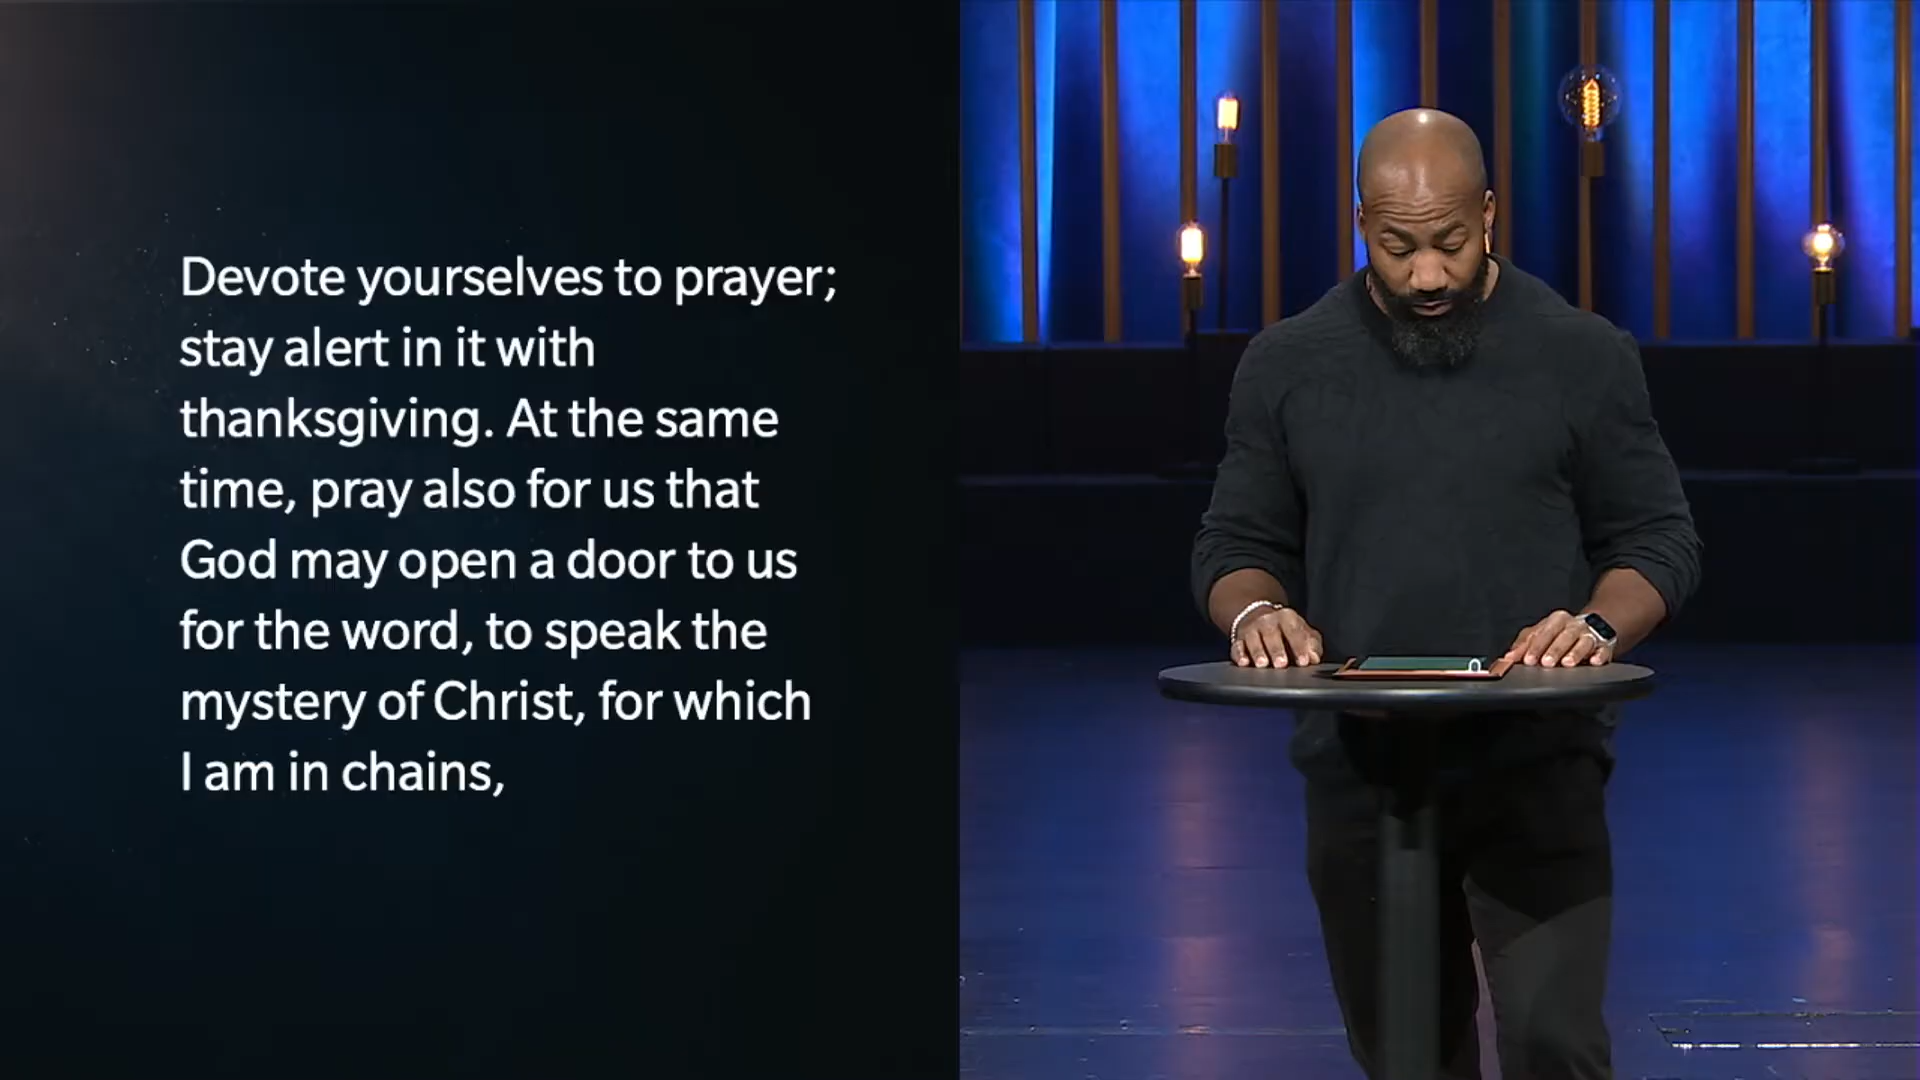 Devote yourselves to prayer;
stay alert in it with
thanksgiving. At the same
time, pray also for us that
God may open a door to us
for the word, to speak the
mystery of Christ, for which
I am in chains,